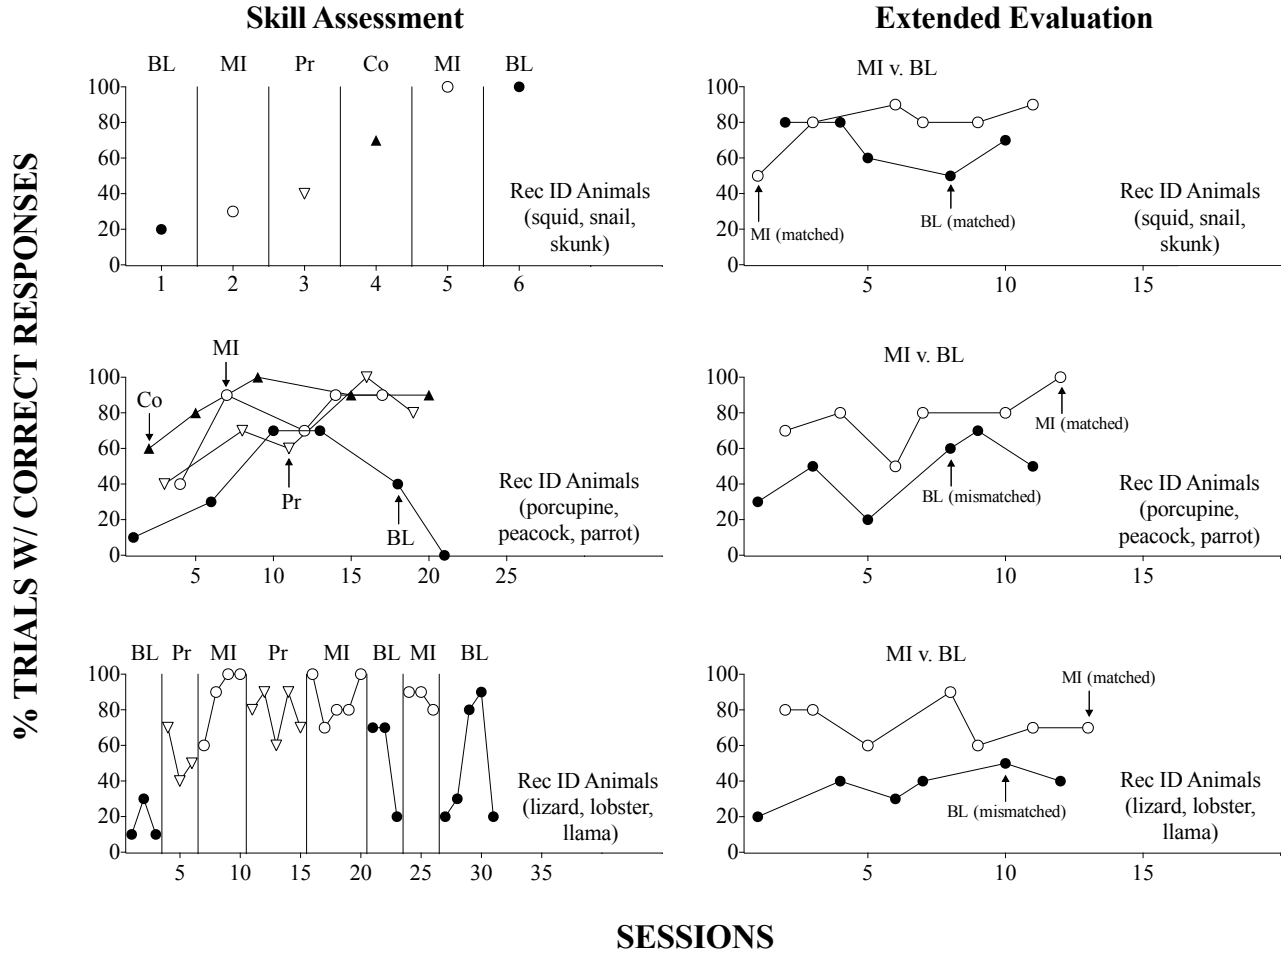 Skill Assessment
Extended Evaluation
% TRIALS W/ CORRECT RESPONSES
BL MI Pr Co MI BL
100
80
60
40
20
0
Rec ID Animals
(squid, snail,
skunk)
1 2 3 4 5 6
MI v. BL
100
80
60
40
20
0
MI (matched)
BL (matched)
Rec ID Animals
(squid, snail,
skunk)
5 10 15
MI
Co
Pr
BL
100
80
60
40
20
0
Rec ID Animals
(porcupine,
peacock, parrot)
5 10 15 20 25
MI v. BL
100
80
60
40
20
0
MI (matched)
BL (mismatched)
Rec ID Animals
(porcupine,
peacock, parrot)
5 10 15
BL Pr MI Pr MI BL MI BL
100
80
60
40
20
0
Rec ID Animals
(lizard, lobster,
llama)
5 10 15 20 25 30 35
MI v. BL
MI (matched)
100
80
60
40
20
0
BL (mismatched)
Rec ID Animals
(lizard, lobster,
llama)
5 10 15
SESSIONS